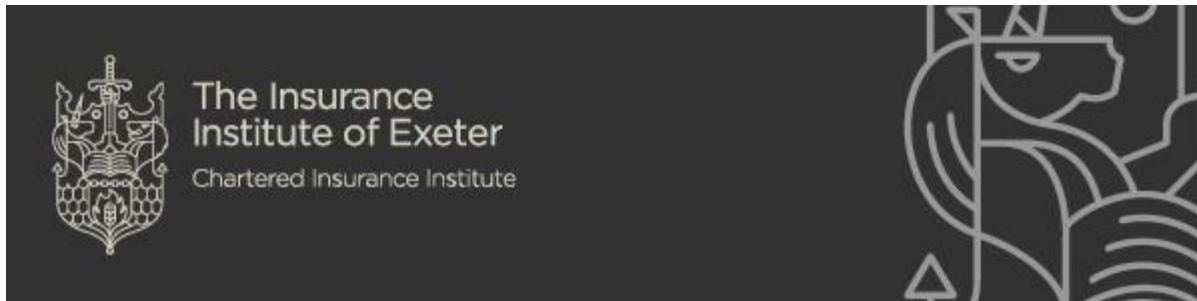 The Insurance
Institute of Exeter
Chartered Insurance Institute